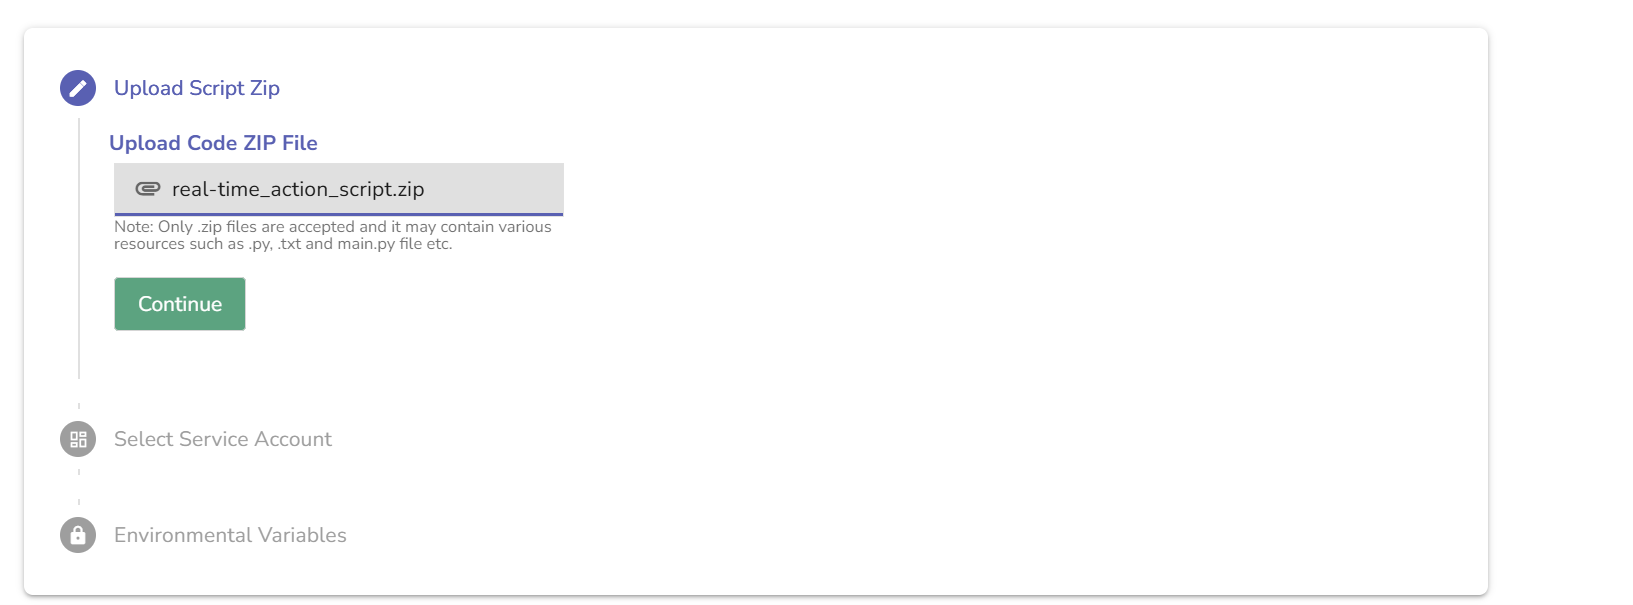 Upload Script Zip
Upload Code ZIP File
real-time_action_script.zip
Note: Only .zip files are accepted and it may contain various
resources such as .py, .txt and main.py file etc.
Continue
Select Service Account
Environmental Variables